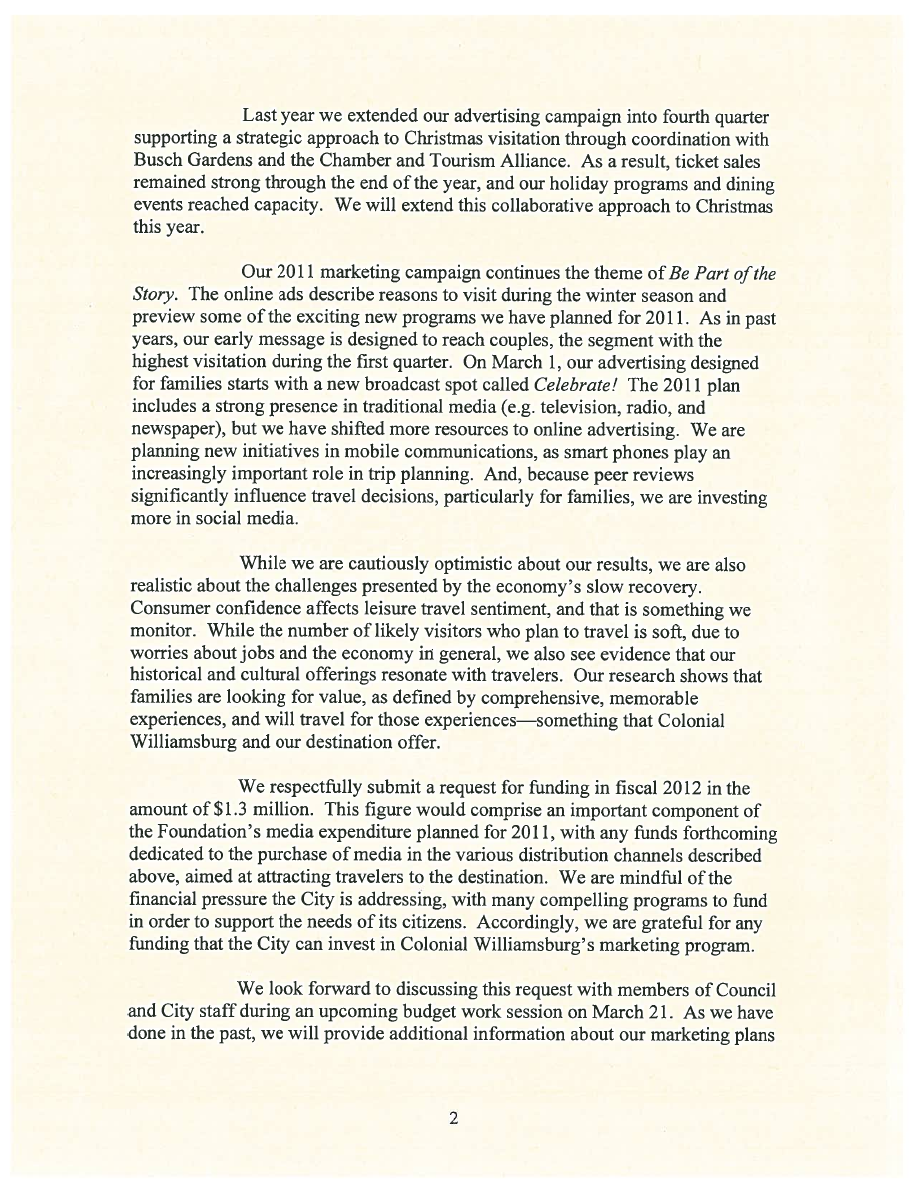 Last year we extended our advertising campaign into fourth quarter
supporting a strategic approach to Christmas visitation through coordination with
Busch Gardens and the Chamber and Tourism Alliance. As a result, ticket sales
remained strong through the end of the year, and our holiday programs and dining
events reached capacity. We will extend this collaborative approach to Christmas
this year.
Our 2011 marketing campaign continues the theme of Be Part of the
Story. The online ads describe reasons to visit during the winter season and
preview some of the exciting new programs we have planned for 2011. As in past
years, our early message is designed to reach couples, the segment with the
highest visitation during the first quarter. On March 1, our advertising designed
for families starts with a new broadcast spot called Celebrate! The 2011 plan
includes a strong presence in traditional media (e.g. television, radio, and
newspaper), but we have shifted more resources to online advertising. We are
planning new initiatives in mobile communications, as smart phones play an
increasingly important role in trip planning. And, because peer reviews
significantly influence travel decisions, particularly for families, we are investing
more in social media.
While we are cautiously optimistic about our results, we are also
realistic about the challenges presented by the economy's slow recovery.
Consumer confidence affects leisure travel sentiment, and that is something we
monitor. While the number of likely visitors who plan to travel is soft, due to
worries about jobs and the economy in general, we also see evidence that our
historical and cultural offerings resonate with travelers. Our research shows that
families are looking for value, as defined by comprehensive, memorable
experiences, and will travel for those experiences—something that Colonial
Williamsburg and our destination offer.
We respectfully submit a request for funding in fiscal 2012 in the
amount of $1.3 million. This figure would comprise an important component of
the Foundation's media expenditure planned for 2011, with any funds forthcoming
dedicated to the purchase of media in the various distribution channels described
above, aimed at attracting travelers to the destination. We are mindful of the
financial pressure the City is addressing, with many compelling programs to fund
in order to support the needs of its citizens. Accordingly, we are grateful for any
funding that the City can invest in Colonial Williamsburg's marketing program.
We look forward to discussing this request with members of Council
and City staff during an upcoming budget work session on March 21. As we have
done in the past, we will provide additional information about our marketing plans
2